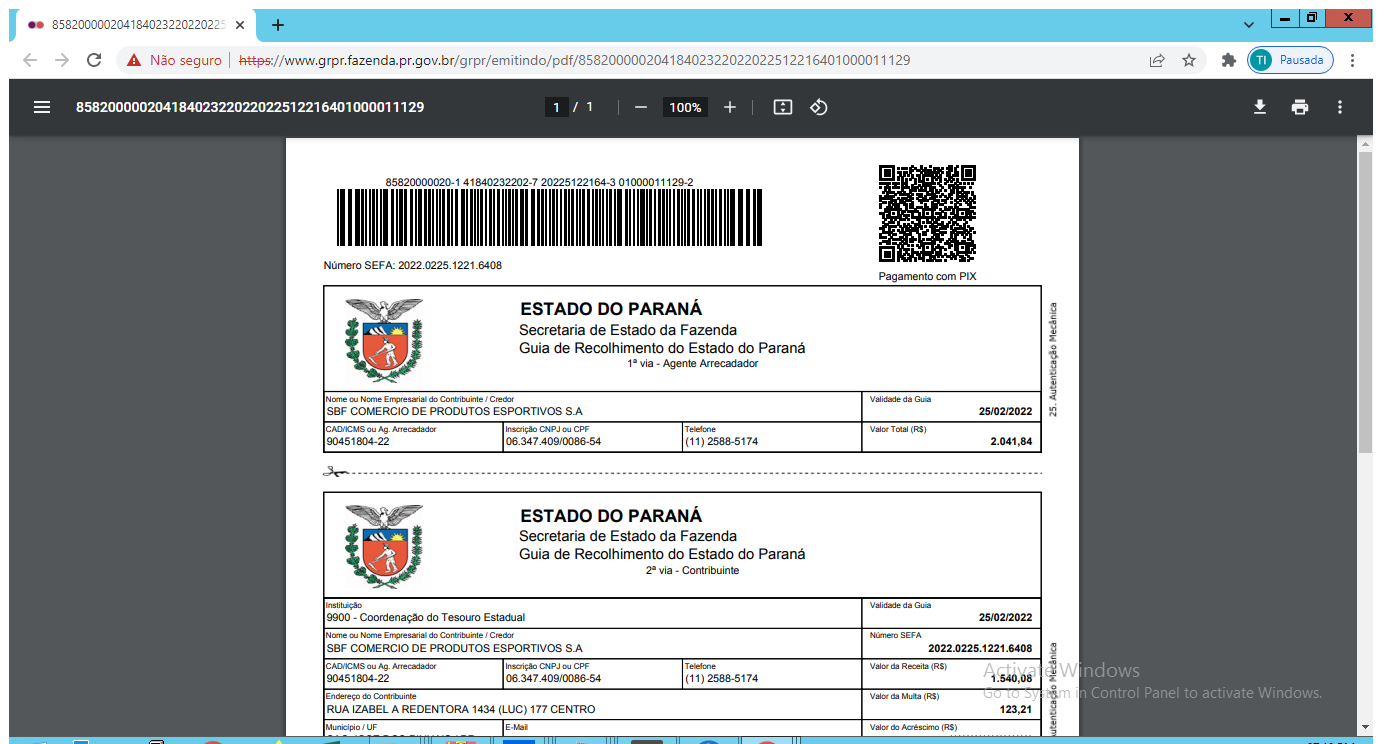 858200000204184023220220225
Não seguro
https://www.grpr.fazenda.pr.gov.br/grpr/emitindo/pdf/85820000020418402322022022512216401000011129
TI Pausada
85820000020418402322022022512216401000011129
1 / 1
100%
85820000020-1 41840232202-7 20225122164-3 01000011129-2
Número SEFA: 2022.0225.1221.6408
Pagamento com PIX
ESTADO DO PARANÁ
Secretaria de Estado da Fazenda
Guia de Recolhimento do Estado do Paraná
1ª via - Agente Arrecadador
25. Autenticação Mecânica
Nome ou Nome Empresarial do Contribuinte / Credor
SBF COMERCIO DE PRODUTOS ESPORTIVOS S.A
Validade da Guia
25/02/2022
CAD/ICMS ou Ag. Arrecadador
90451804-22
Inscrição CNPJ ou CPF
06.347.409/0086-54
Telefone
(11) 2588-5174
Valor Total (R$)
2.041,84
ESTADO DO PARANÁ
Secretaria de Estado da Fazenda
Guia de Recolhimento do Estado do Paraná
2ª via - Contribuinte
Instituição
9900 - Coordenação do Tesouro Estadual
Validade da Guia
25/02/2022
Nome ou Nome Empresarial do Contribuinte / Credor
SBF COMERCIO DE PRODUTOS ESPORTIVOS S.A
Número SEFA
2022.0225.1221.6408
CAD/ICMS ou Ag. Arrecadador
90451804-22
Inscrição CNPJ ou CPF
06.347.409/0086-54
Telefone
(11) 2588-5174
Valor da Receita (R$)
1.540,08
Endereço do Contribuinte
RUA IZABEL A REDENTORA 1434 (LUC) 177 CENTRO
Valor da Multa (R$)
123,21
Município / UF
E-Mail
Valor do Acréscimo (R$)
Mecânica
Activate Windows
Go to System in Control Panel to activate Windows.